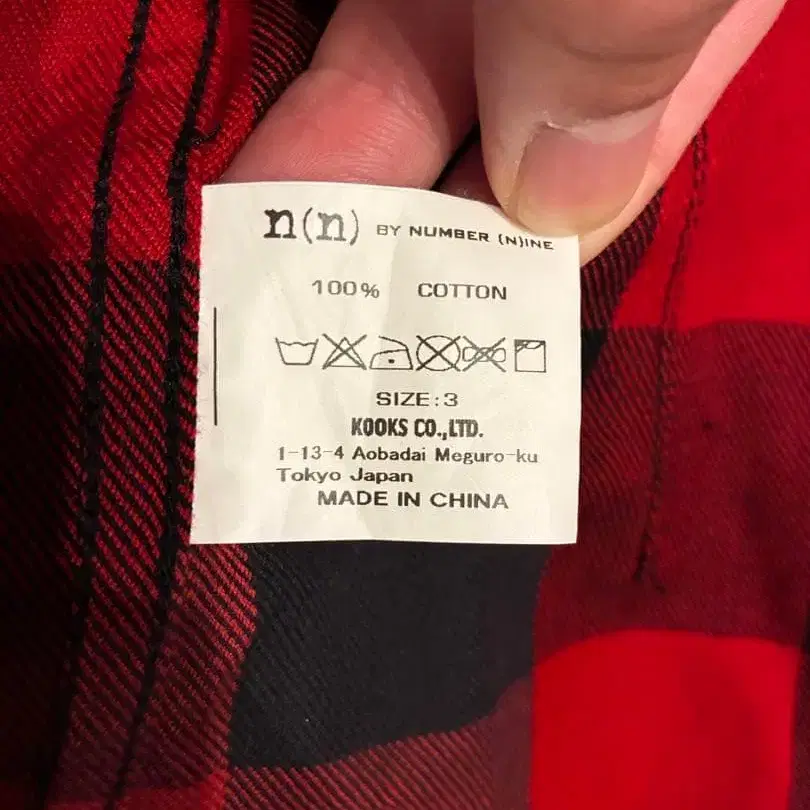 n(n) BY NUMBER (N)INE
100% COTTON
SIZE:3
KOOKS CO.,LTD.
1-13-4 Aobadai Meguro-ku
Tokyo Japan
MADE IN CHINA